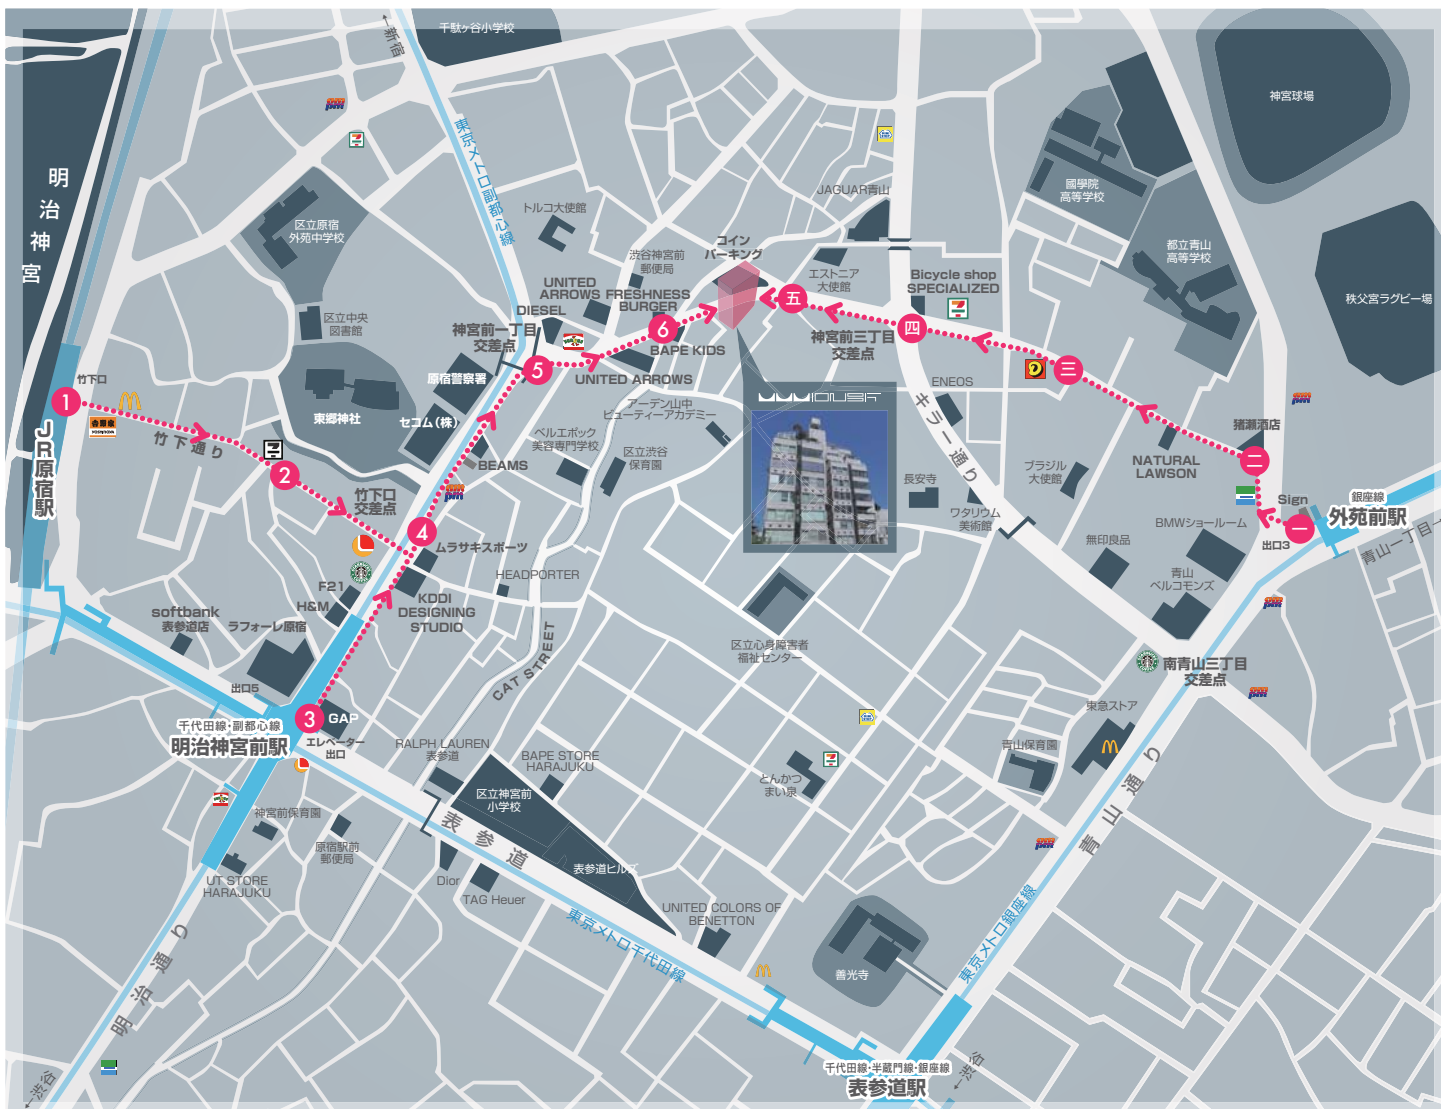 千駄ヶ谷小学校
←新宿
神宮球場
東京メトロ副都心線
明治神宮
國學院
高等学校
JAGUAR青山
区立原宿
外苑中学校
トルコ大使館
コイン
パーキング
都立青山
高等学校
渋谷神宮前
郵便局
エストニア
大使館
Bicycle shop
SPECIALIZED
秩父宮ラグビー場
UNITED
ARROWS
FRESHNESS
BURGER
DIESEL
五
区立中央
図書館
神宮前一丁目
交差点
6
神宮前三丁目
交差点
四
BAPE KIDS
5
原宿警察署
UNITED ARROWS
三
ENEOS
竹下口
1
東郷神社
セコム(株)
アーデン山中
ビューティーアカデミー
キラー通り
猪瀬酒店
吉野家
竹下通り
ベルエポック
美容専門学校
区立渋谷
保育園
NATURAL
LAWSON
二
JR原宿駅
2
BEAMS
ブラジル
大使館
長安寺
Sign
銀座線
外苑前駅
竹下口
交差点
ワタリウム
美術館
BMWショールーム
一
4
出口3
青山一丁目→
ムラサキスポーツ
無印良品
HEADPORTER
青山
ベルコモンズ
F21
H&M
KDDI
DESIGNING
STUDIO
softbank
表参道店
ラフォーレ原宿
区立心身障害者
福祉センター
CAT STREET
南青山三丁目
交差点
出口5
3
GAP
東急ストア
千代田線・副都心線
明治神宮前駅
エレベーター
出口
RALPH LAUREN
表参道
BAPE STORE
HARAJUKU
青山保育園
とんかつ
まい泉
青山通り
区立神宮前
小学校
神宮前保育園
表参道
原宿駅前
郵便局
表参道ヒルズ
UT STORE
HARAJUKU
Dior
TAG Heuer
UNITED COLORS OF
BENETTON
東京メトロ千代田線
東京メトロ銀座線
明治通り
善光寺
千代田線・半蔵門線・銀座線
表参道駅
←渋谷
←渋谷